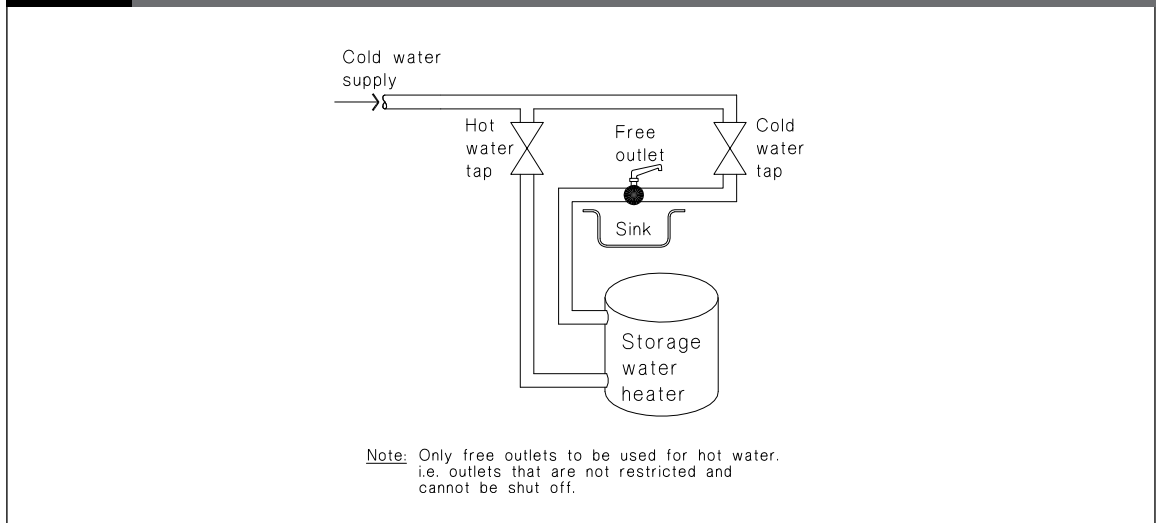 Cold water
supply
Hot
water
tap
Free
outlet
Cold
water
tap
Sink
Storage
water
heater
Note: Only free outlets to be used for hot water.
i.e. outlets that are not restricted and
cannot be shut off.